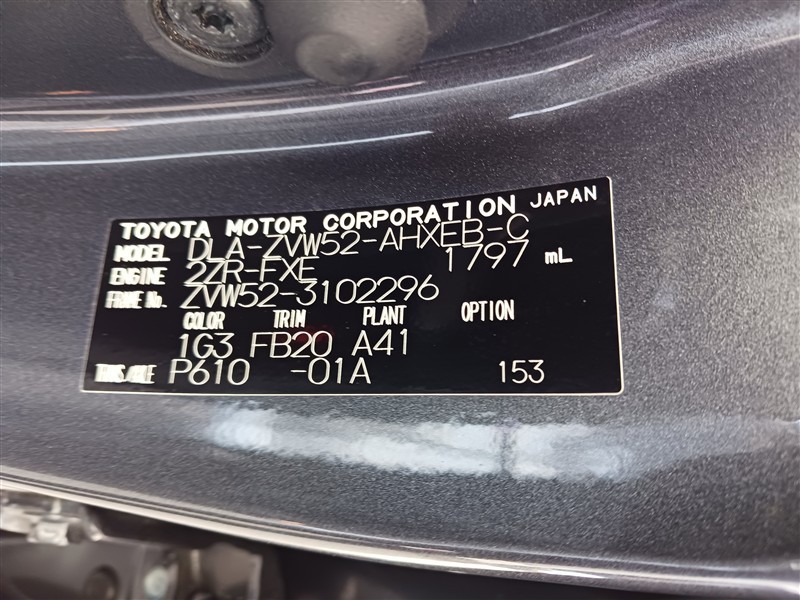 TOYOTA MOTOR CORPORATION JAPAN
MODEL DLA-ZVW52-AHXEB-C
ENGINE 2ZR-FXE 1797 mL
FRAME No. ZVW52-3102296
COLOR TRIM PLANT OPTION
1G3 FB20 A41
TRANS/AXLE P610 -01A 153